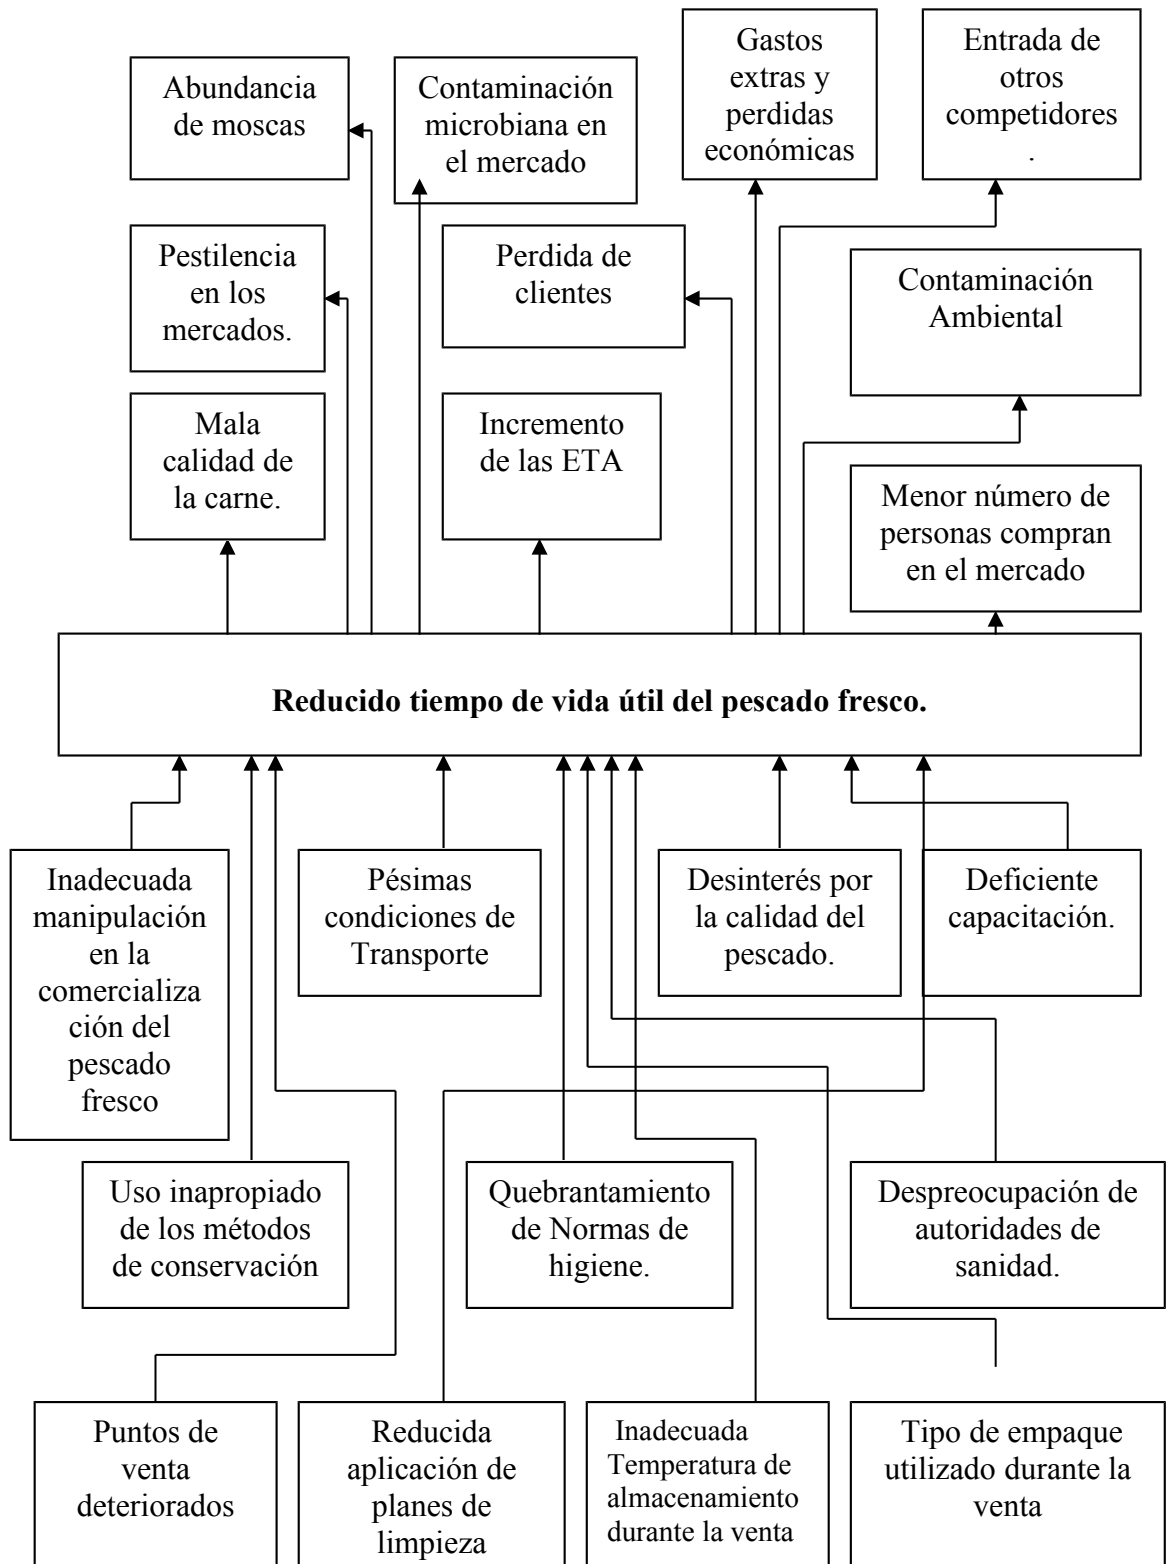 Abundancia
de moscas
Contaminación
microbiana en
el mercado
Gastos
extras y
perdidas
económicas
Entrada de
otros
competidores
.
Pestilencia
en los
mercados.
Perdida de
clientes
Contaminación
Ambiental
Mala
calidad de
la carne.
Incremento
de las ETA
Menor número de
personas compran
en el mercado
Reducido tiempo de vida útil del pescado fresco.
Inadecuada
manipulación
en la
comercializa
ción del
pescado
fresco
Pésimas
condiciones de
Transporte
Desinterés por
la calidad del
pescado.
Deficiente
capacitación.
Uso inapropiado
de los métodos
de conservación
Quebrantamiento
de Normas de
higiene.
Despreocupación de
autoridades de
sanidad.
Puntos de
venta
deteriorados
Reducida
aplicación de
planes de
limpieza
Inadecuada
Temperatura de
almacenamiento
durante la venta
Tipo de empaque
utilizado durante la
venta